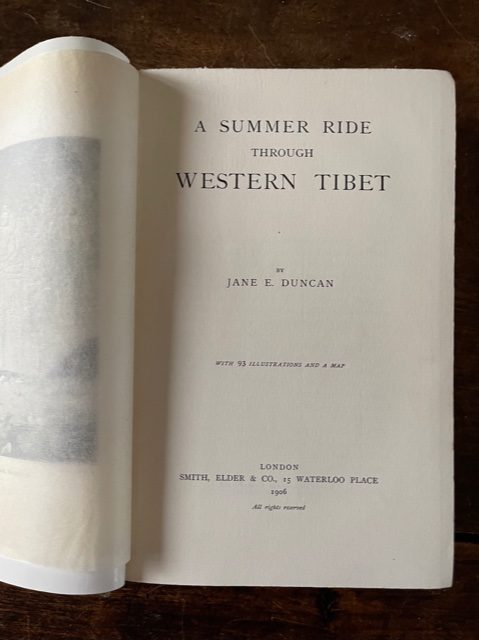 A SUMMER RIDE
THROUGH
WESTERN TIBET
BY
JANE E. DUNCAN
WITH 93 ILLUSTRATIONS AND A MAP
LONDON
SMITH, ELDER & CO., 15 WATERLOO PLACE
1906
All rights reserved